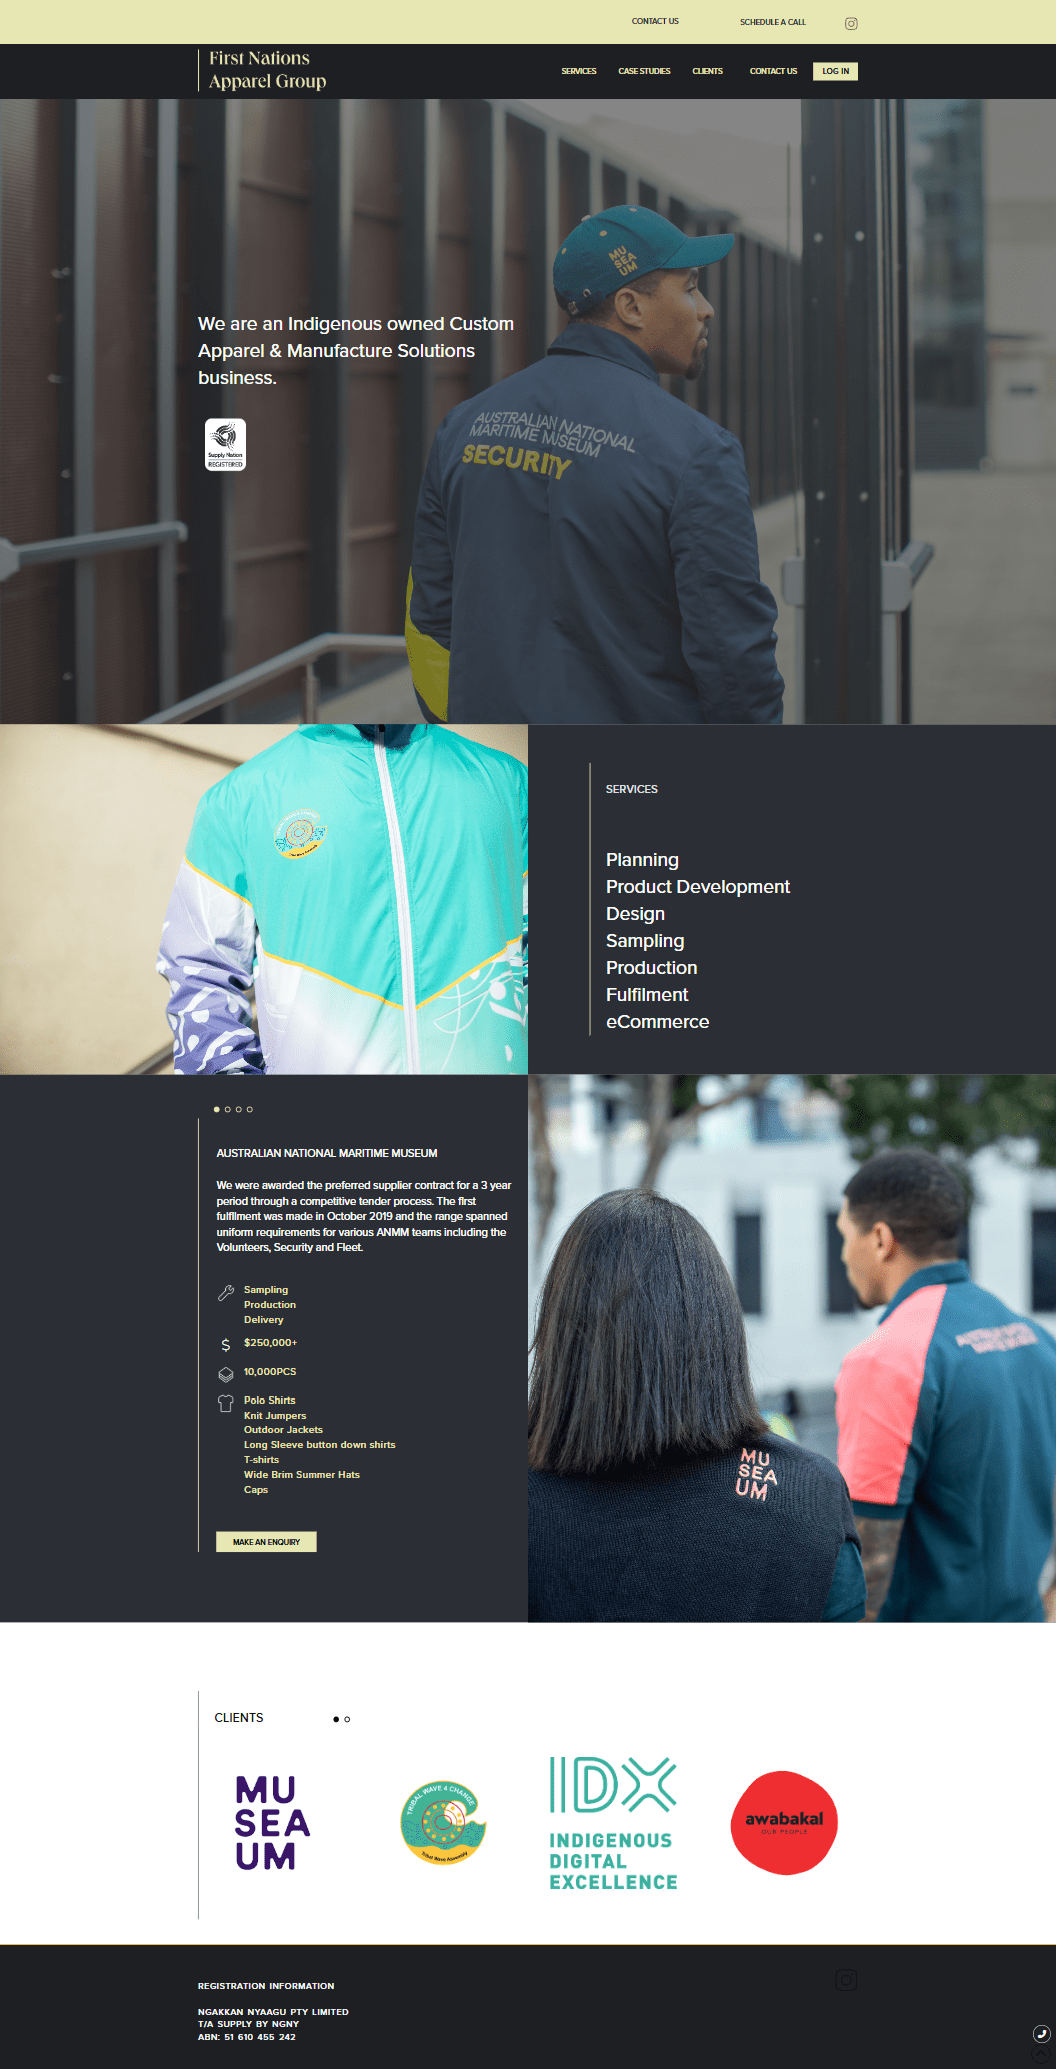 CONTACT US
SCHEDULE A CALL
First Nations
Apparel Group
SERVICES
CASE STUDIES
CLIENTS
CONTACT US
LOG IN
MU
SEA
UM
We are an Indigenous owned Custom
Apparel & Manufacture Solutions
business.
Supply Nation
REGISTERED
AUSTRALIAN NATIONAL
MARITIME MUSEUM
SECURITY
SERVICES
Planning
Product Development
Design
Sampling
Production
Fulfilment
eCommerce
AUSTRALIAN NATIONAL MARITIME MUSEUM
We were awarded the preferred supplier contract for a 3 year
period through a competitive tender process. The first
fulfilment was made in October 2019 and the range spanned
uniform requirements for various ANMM teams including the
Volunteers, Security and Fleet.
Sampling
Production
Delivery
$ $250,000+
10,000PCS
Polo Shirts
Knit Jumpers
Outdoor Jackets
Long Sleeve button down shirts
T-shirts
Wide Brim Summer Hats
Caps
MAKE AN ENQUIRY
MU
SEA
UM
CLIENTS
MU
SEA
UM
TRIBAL WAVE 4 CHANGE
Tribal Wave Assembly
IDX
INDIGENOUS
DIGITAL
EXCELLENCE
awabakal
OUR PEOPLE
REGISTRATION INFORMATION
NGAKKAN NYAAGU PTY LIMITED
T/A SUPPLY BY NGNY
ABN: 51 610 455 242